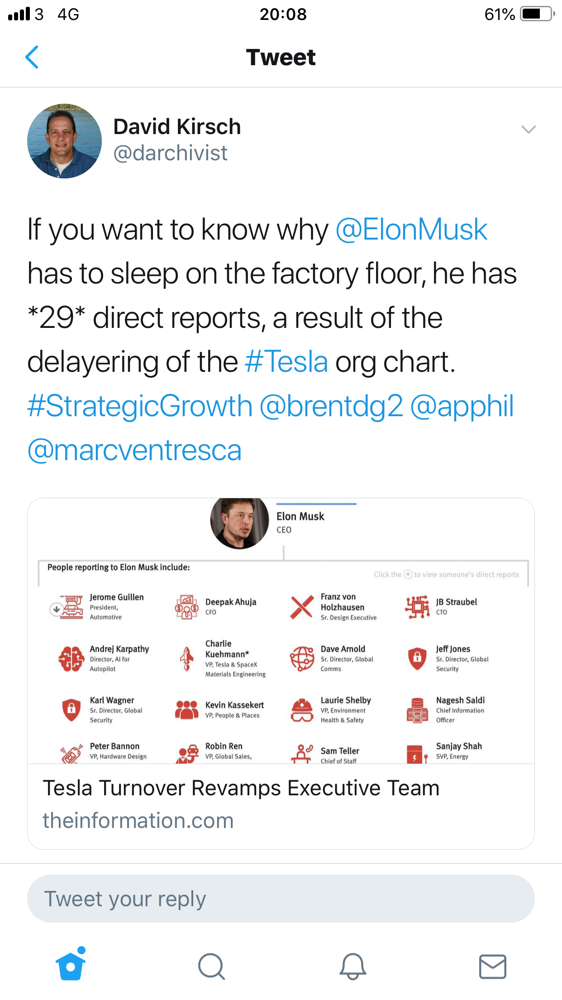 3 4G 20:08 61%
Tweet
David Kirsch
@darchivist
If you want to know why @ElonMusk
has to sleep on the factory floor, he has
*29* direct reports, a result of the
delayering of the #Tesla org chart.
#StrategicGrowth @brentdg2 @apphil
@marcventresca
Elon Musk
CEO
People reporting to Elon Musk include:
Click the to view someone's direct reports
Jerome Guillen
President,
Automotive
Deepak Ahuja
CFO
Franz von
Holzhausen
Sr. Design Executive
JB Straubel
CTO
Andrej Karpathy
Director, AI for
Autopilot
Charlie
Kuehmann*
VP, Tesla & SpaceX
Materials Engineering
Dave Arnold
Sr. Director, Global
Comms
Jeff Jones
Sr. Director, Global
Security
Karl Wagner
Sr. Director, Global
Security
Kevin Kassekert
VP, People & Places
Laurie Shelby
VP, Environment
Health & Safety
Nagesh Saldi
Chief Information
Officer
Peter Bannon
VP, Hardware Design
Robin Ren
VP, Global Sales,
Sam Teller
Chief of Staff
Sanjay Shah
SVP, Energy
Tesla Turnover Revamps Executive Team
theinformation.com
Tweet your reply